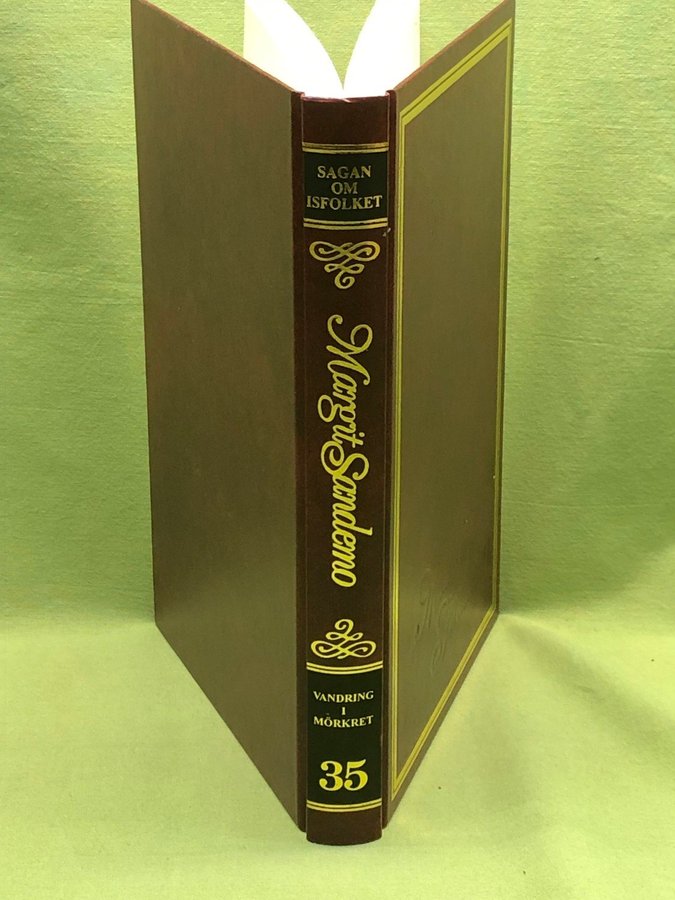 SAGAN
OM
ISFOLKET
Margit Sandemo
VANDRING
I
MÖRKRET
35